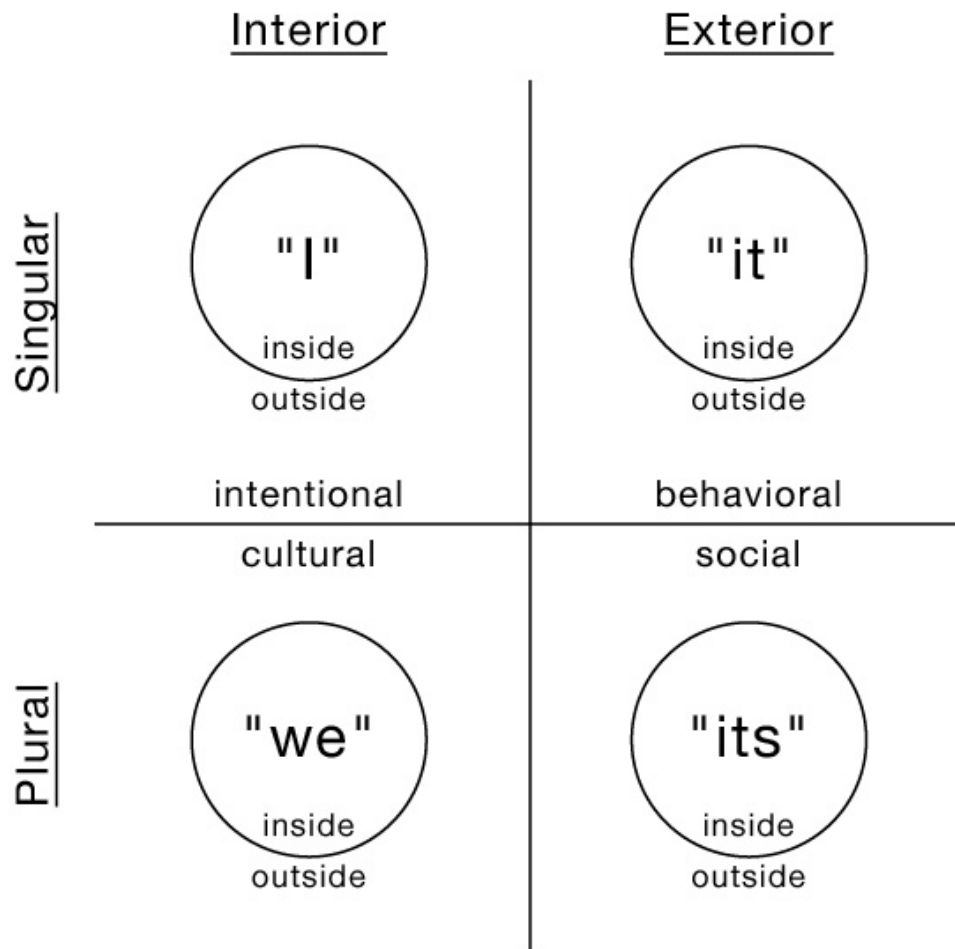 Interior
Exterior
Singular
"I"
inside
outside
intentional
"it"
inside
outside
behavioral
Plural
cultural
"we"
inside
outside
social
"its"
inside
outside